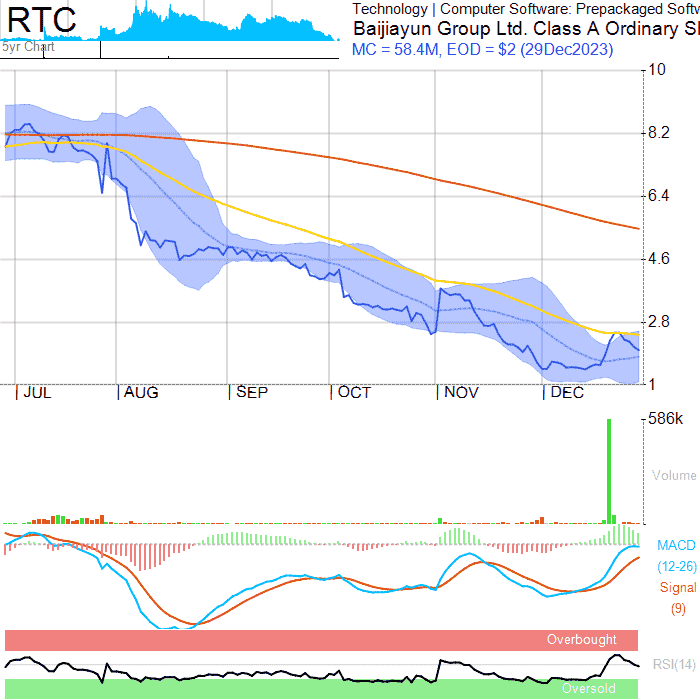 RTC
Technology | Computer Software: Prepackaged Softw
Baijiayun Group Ltd. Class A Ordinary S
5yr Chart
MC = 58.4M, EOD = $2 (29Dec2023)
10
8.2
6.4
4.6
2.8
1
JUL AUG SEP OCT NOV DEC
586k
Volume
MACD
(12-26)
Signal
(9)
Overbought
RSI(14)
Oversold